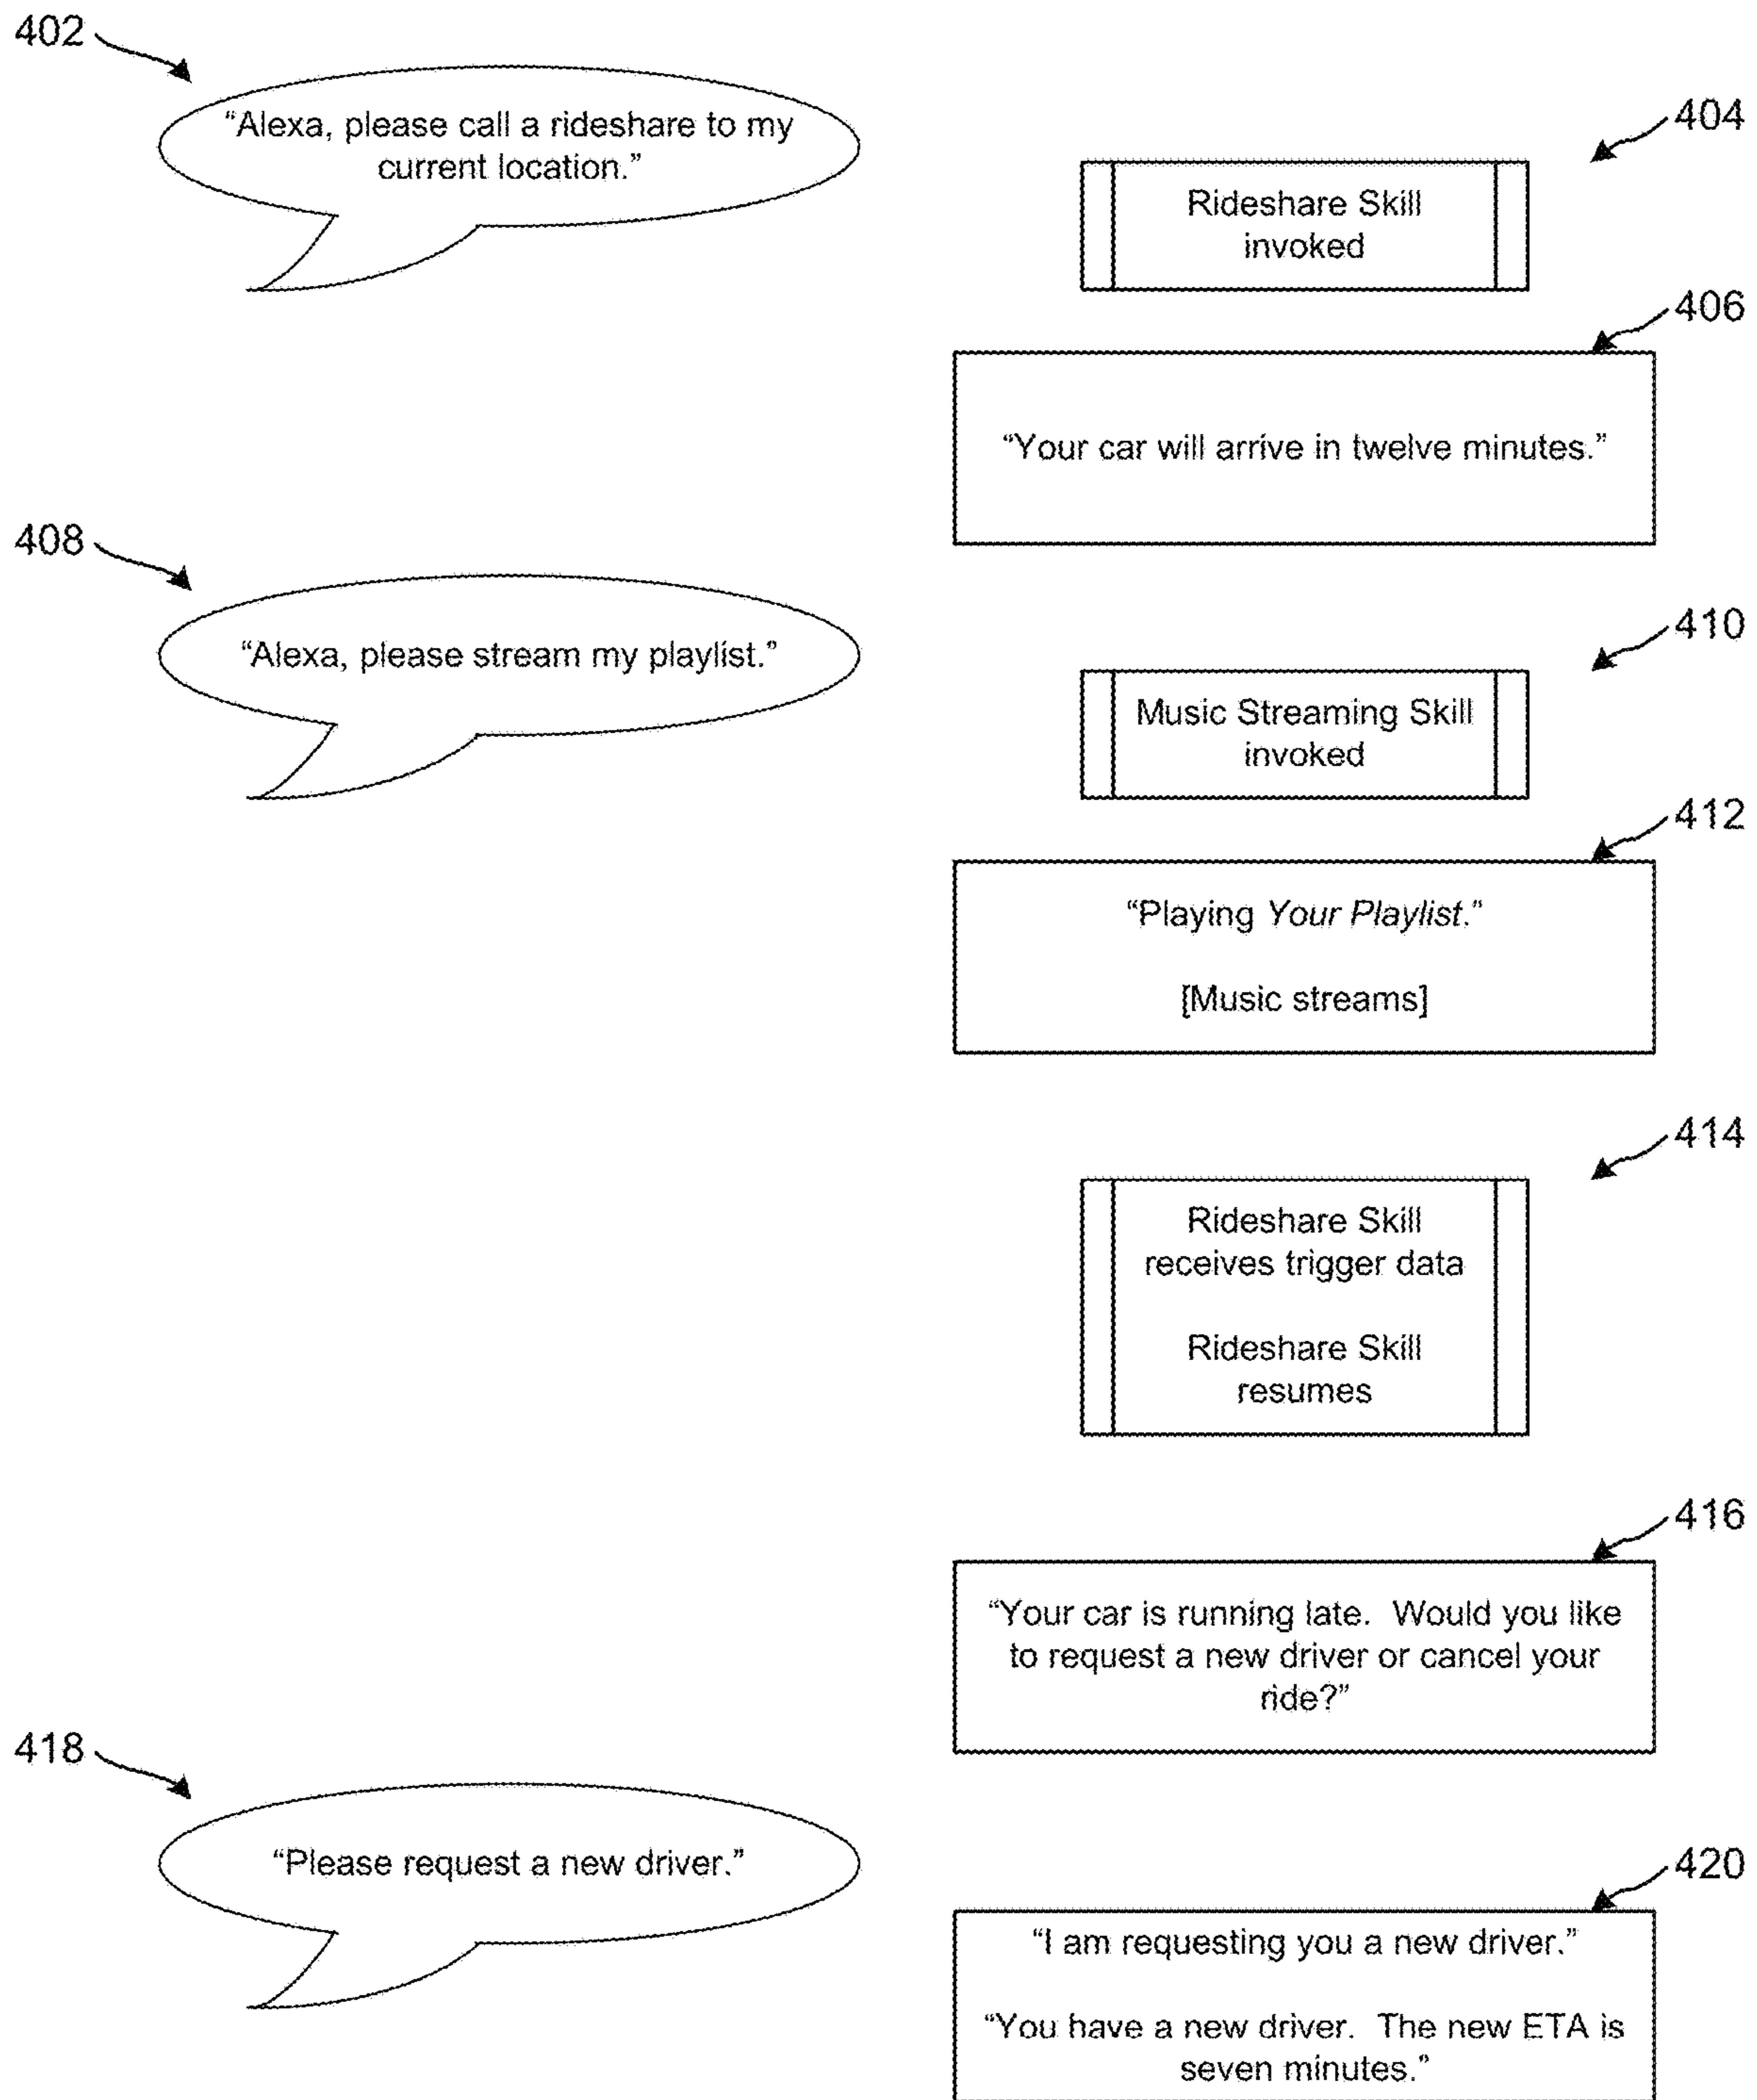 402
“Alexa, please call a rideshare to my
current location.”
404
Rideshare Skill
invoked
406
“Your car will arrive in twelve minutes.”
408
“Alexa, please stream my playlist.”
410
Music Streaming Skill
invoked
412
“Playing Your Playlist.”
[Music streams]
414
Rideshare Skill
receives trigger data
Rideshare Skill
resumes
416
“Your car is running late.  Would you like
to request a new driver or cancel your
ride?”
418
“Please request a new driver.”
420
“I am requesting you a new driver.”
“You have a new driver.  The new ETA is
seven minutes.”